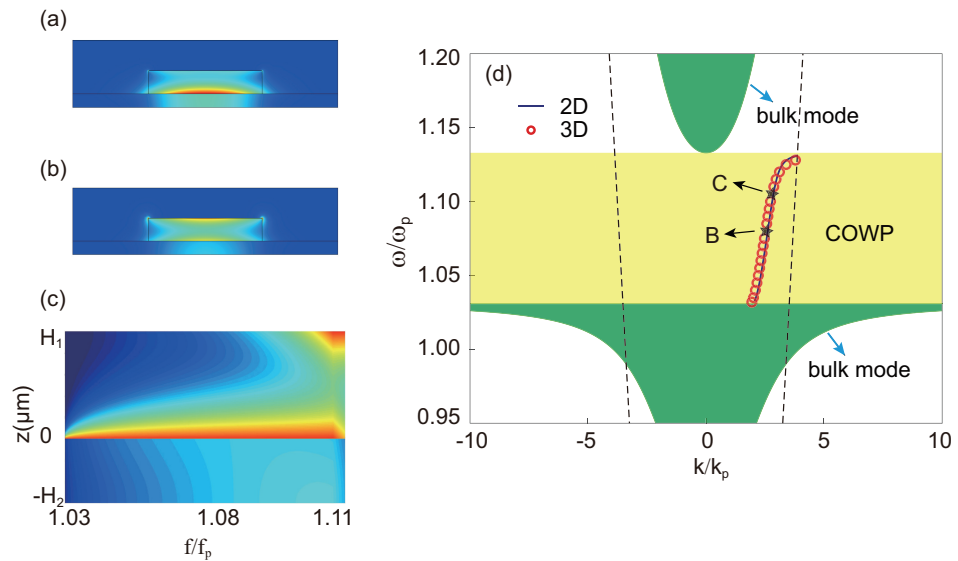 (a)
(b)
(c)
H₁
z(μm)
0
-H₂
1.03
1.08
1.11
f/fₚ
(d)
2D
3D
bulk mode
C
B
COWP
bulk mode
ω/ωₚ
1.20
1.15
1.10
1.05
1.00
0.95
-10
-5
0
5
10
k/kₚ